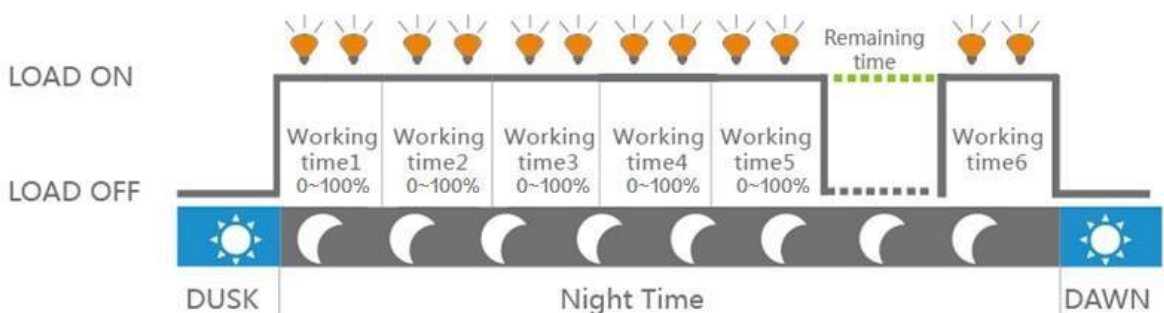 Remaining
time
LOAD ON
Working
time1
0~100%
Working
time2
0~100%
Working
time3
0~100%
Working
time4
0~100%
Working
time5
0~100%
Working
time6
LOAD OFF
DUSK
Night Time
DAWN